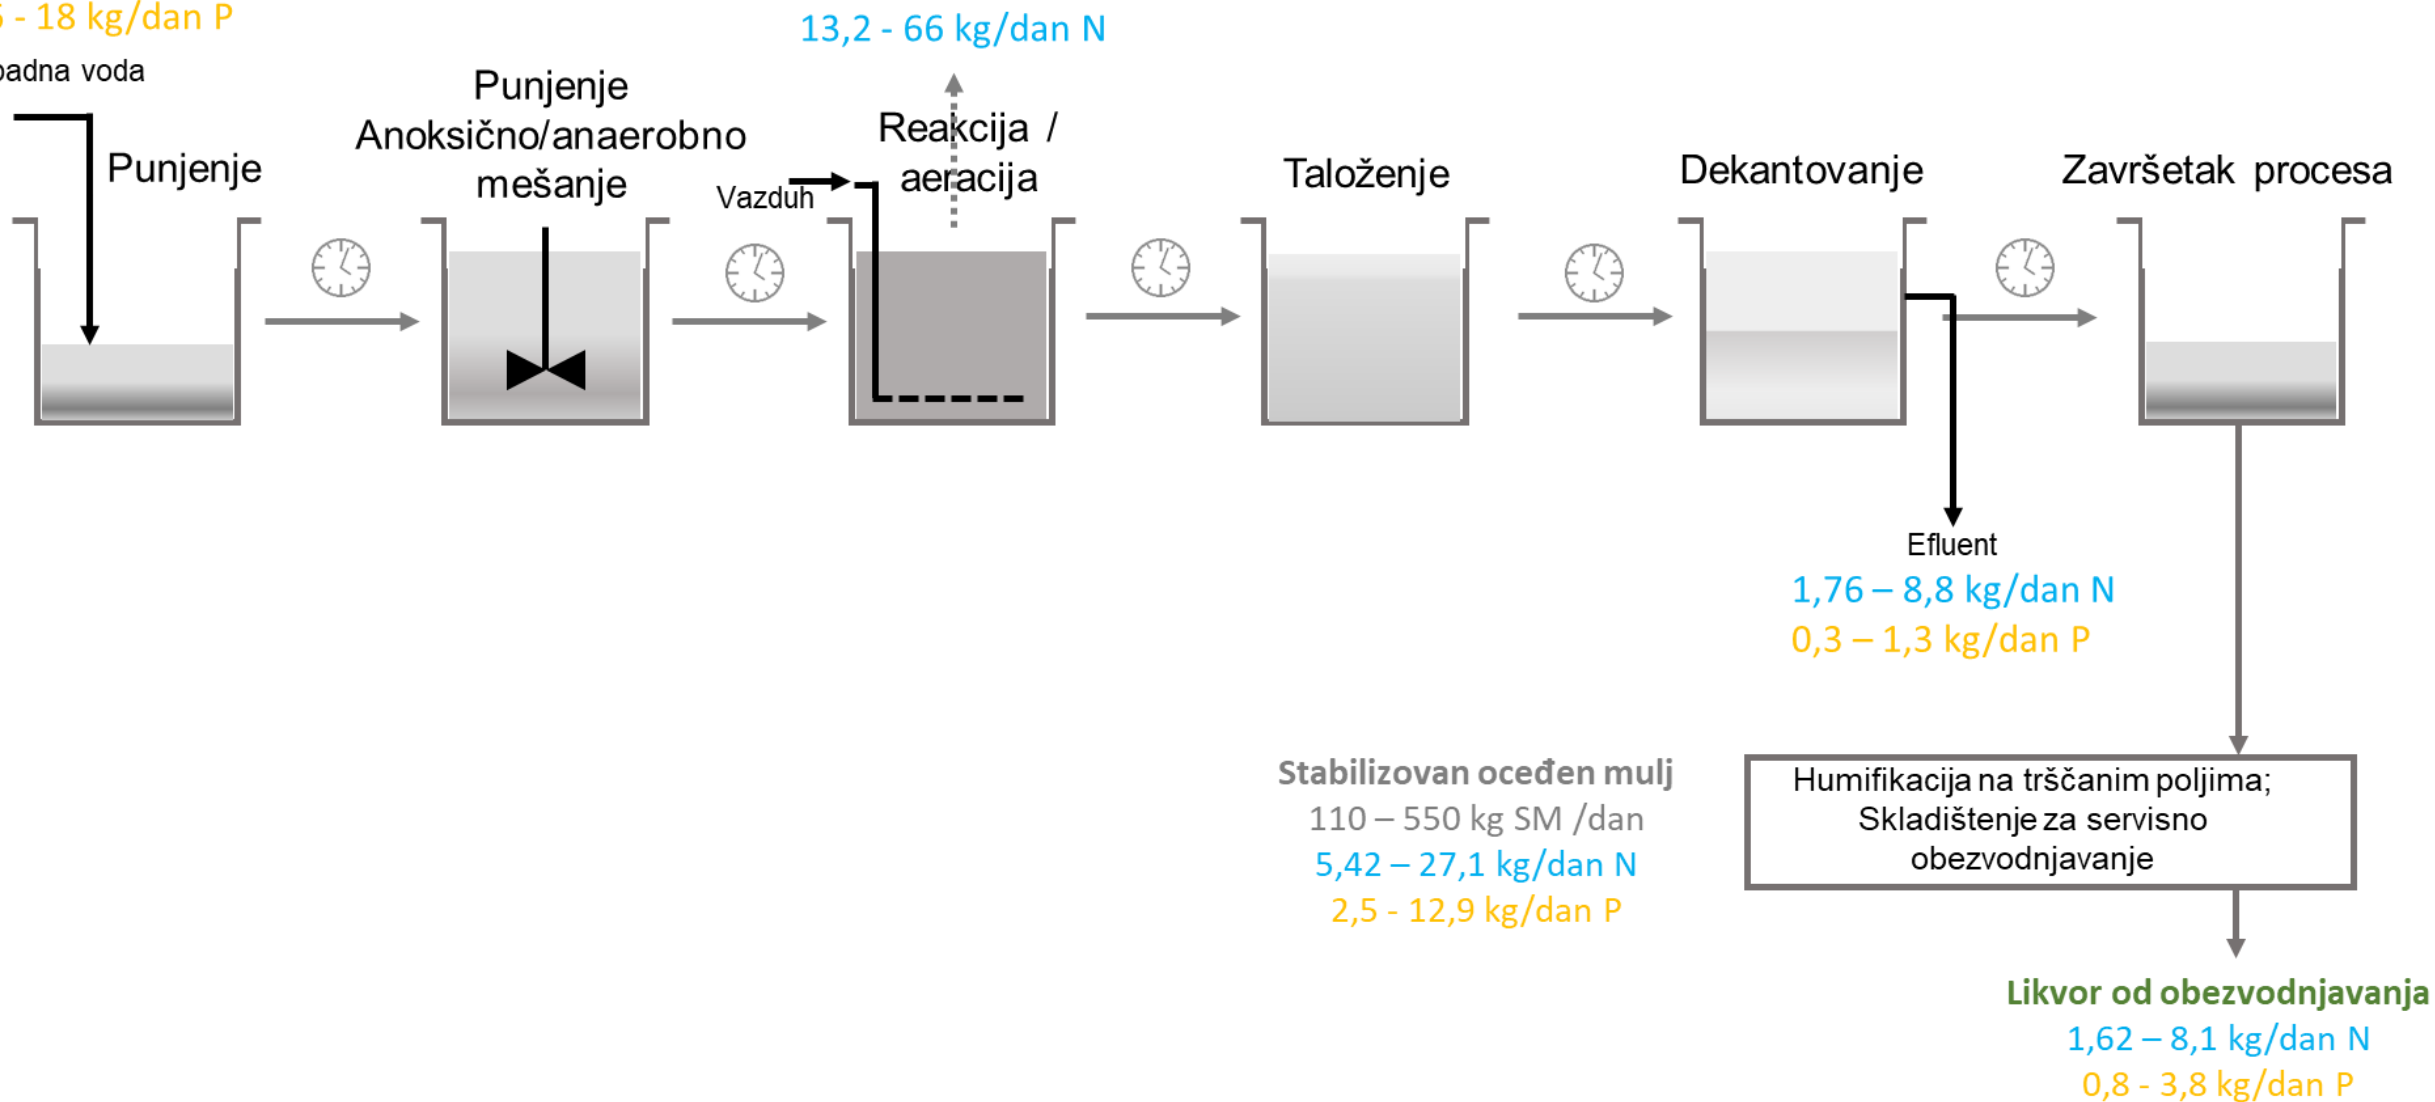 - 18 kg/dan P
voda
Punjenje
Punjenje
Anoksično/anaerobno
mešanje
13,2 - 66 kg/dan N
Vazduh
Reakcija /
aeracija
Taloženje
Dekantovanje
Završetak procesa
Efluent
1,76 – 8,8 kg/dan N
0,3 – 1,3 kg/dan P
Stabilizovan oceđen mulj
110 – 550 kg SM /dan
5,42 – 27,1 kg/dan N
2,5 - 12,9 kg/dan P
Humifikacija na trščanim poljima;
Skladištenje za servisno
obezvodnjavanje
Likvor od obezvodnjavanja
1,62 – 8,1 kg/dan N
0,8 - 3,8 kg/dan P